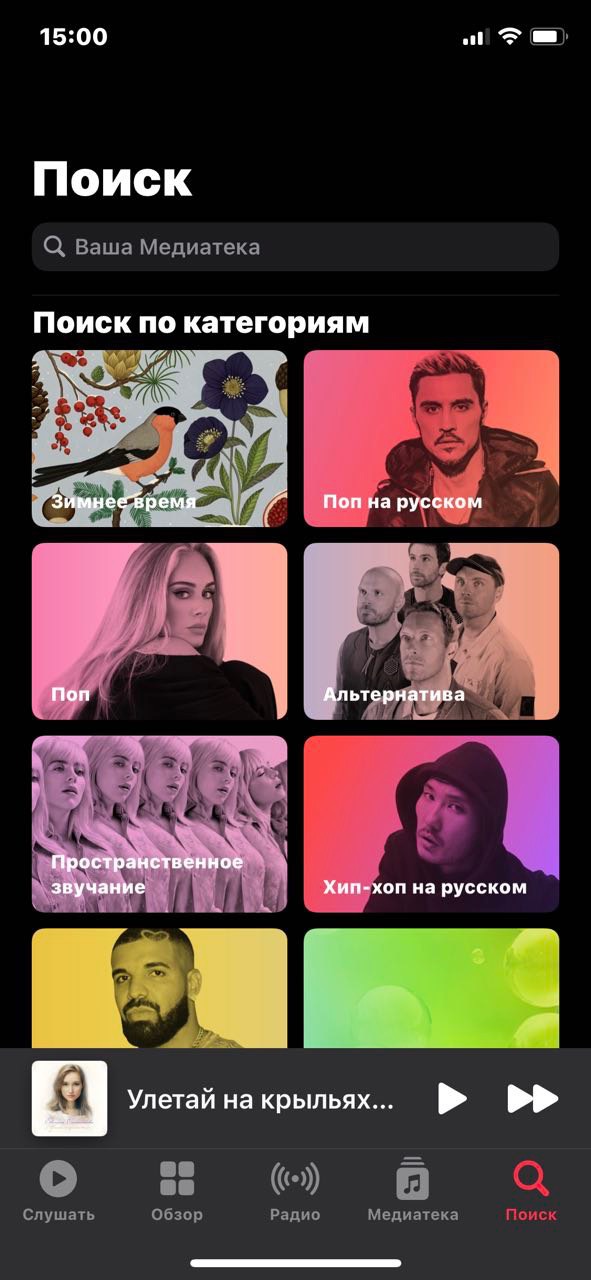 15:00
Поиск
Ваша Медиатека
Поиск по категориям
Зимнее время
Поп на русском
Поп
Альтернатива
Пространственное
звучание
Хип-хоп на русском
Улетай на крыльях...
Слушать
Обзор
Радио
Медиатека
Поиск